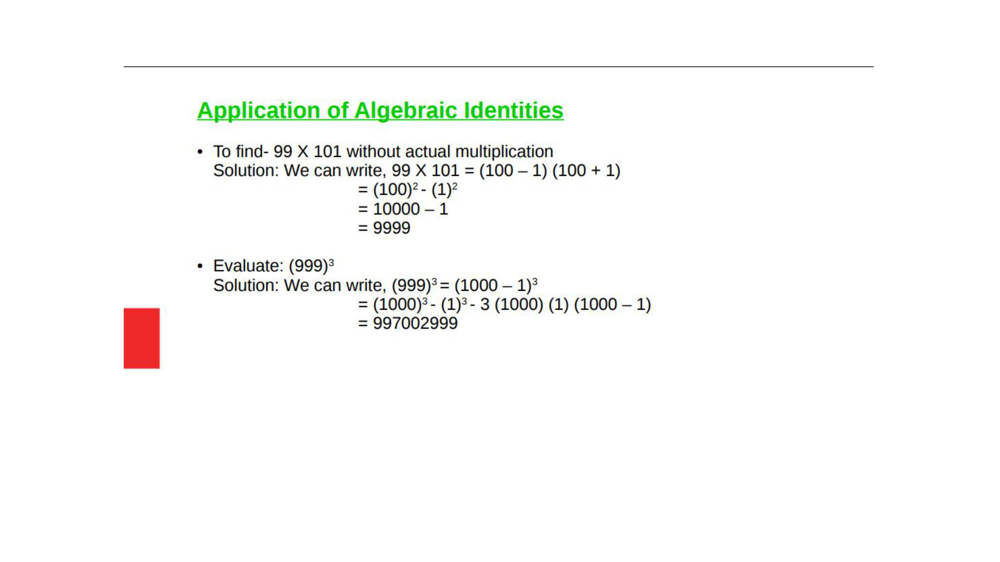 Application of Algebraic Identities
• To find- 99 X 101 without actual multiplication
Solution: We can write, 99 X 101 = (100 – 1) (100 + 1)
= (100)² - (1)²
= 10000 – 1
= 9999
• Evaluate: (999)³
Solution: We can write, (999)³ = (1000 – 1)³
= (1000)³ - (1)³ - 3 (1000) (1) (1000 – 1)
= 997002999